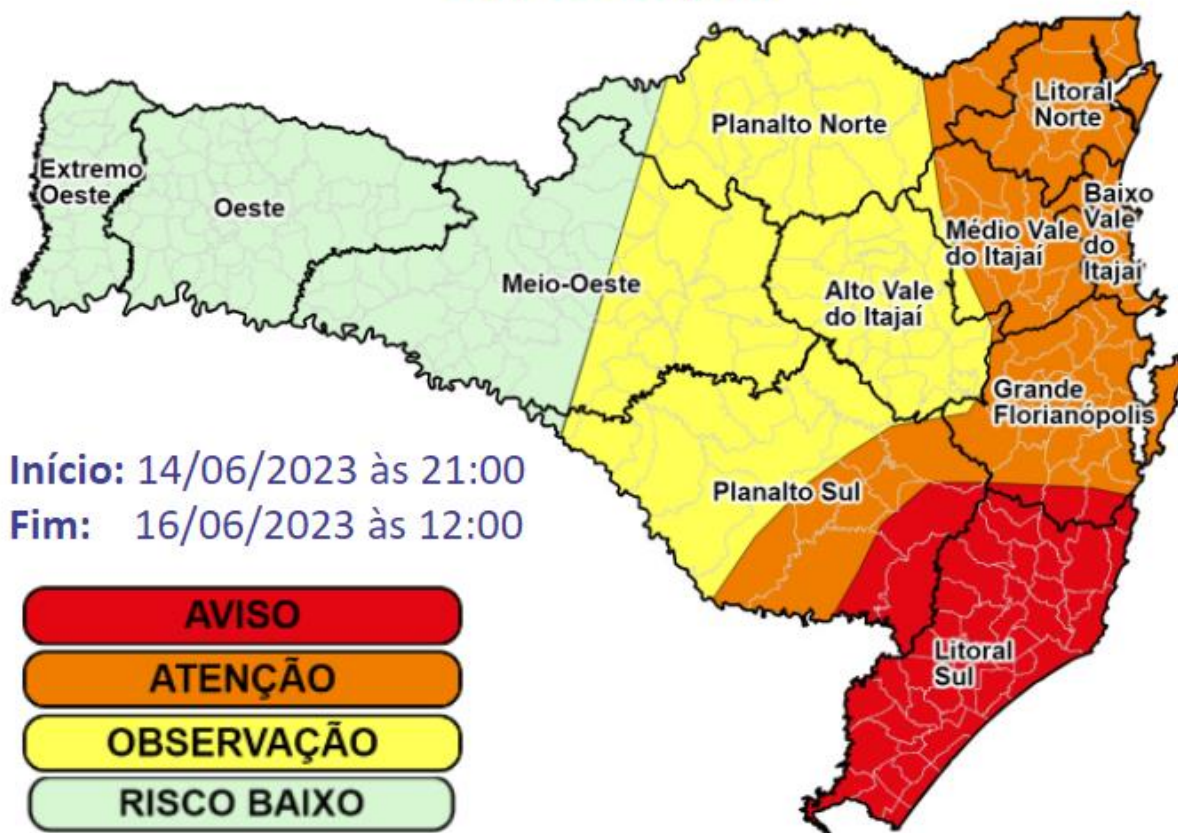 Litoral
Norte
Planalto Norte
Extremo
Oeste
Oeste
Baixo
Vale
do
Itajaí
Médio Vale
do Itajaí
Meio-Oeste
Alto Vale
do Itajaí
Grande
Florianópolis
Início: 14/06/2023 às 21:00
Fim: 16/06/2023 às 12:00
Planalto Sul
Litoral
Sul
AVISO
ATENÇÃO
OBSERVAÇÃO
RISCO BAIXO